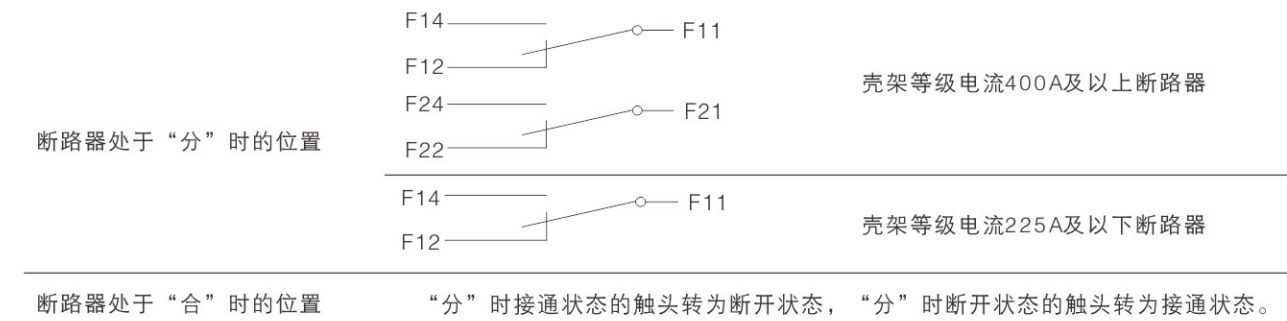 F14
F11
F12
壳架等级电流400A及以上断路器
F24
F21
断路器处于“分”时的位置
F22
F14
F11
壳架等级电流225A及以下断路器
F12
断路器处于“合”时的位置 “分”时接通状态的触头转为断开状态，“分”时断开状态的触头转为接通状态。